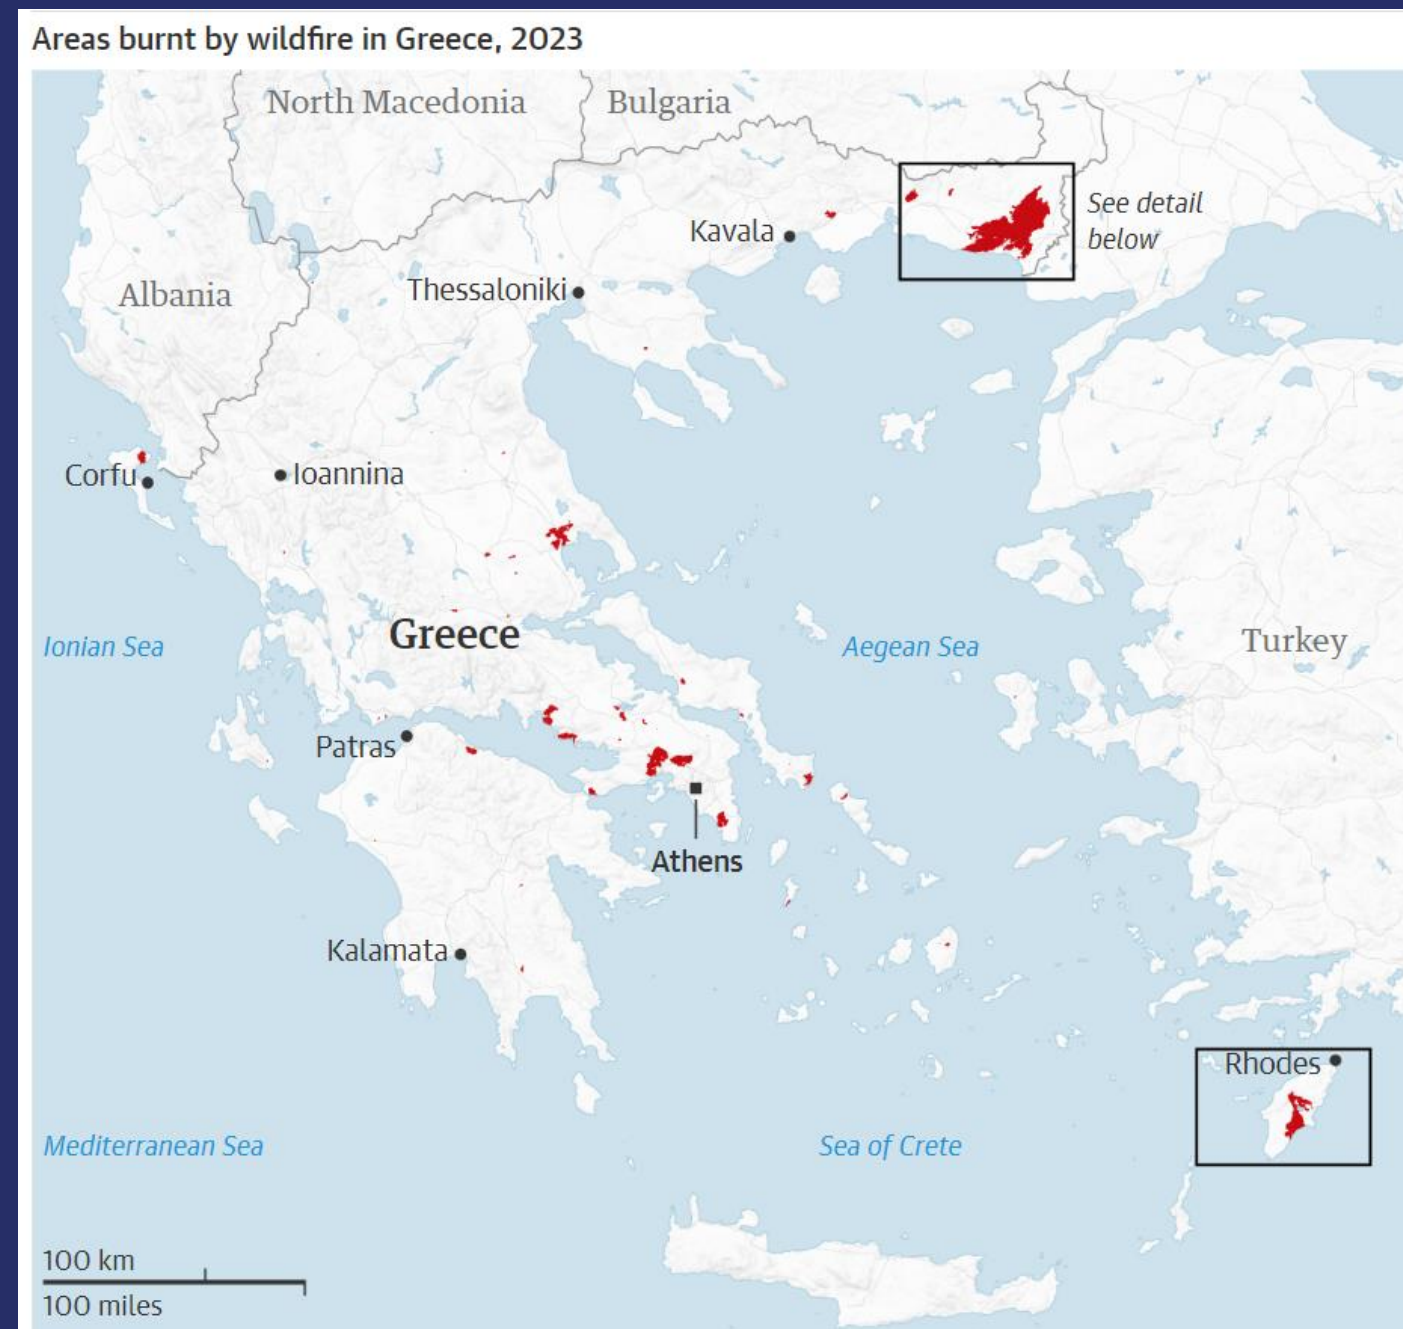 Areas burnt by wildfire in Greece, 2023
North Macedonia
Bulgaria
See detail
below
Kavala
Thessaloniki
Albania
Corfu
Ioannina
Greece
Ionian Sea
Aegean Sea
Turkey
Patras
Athens
Kalamata
Rhodes
Mediterranean Sea
Sea of Crete
100 km
100 miles